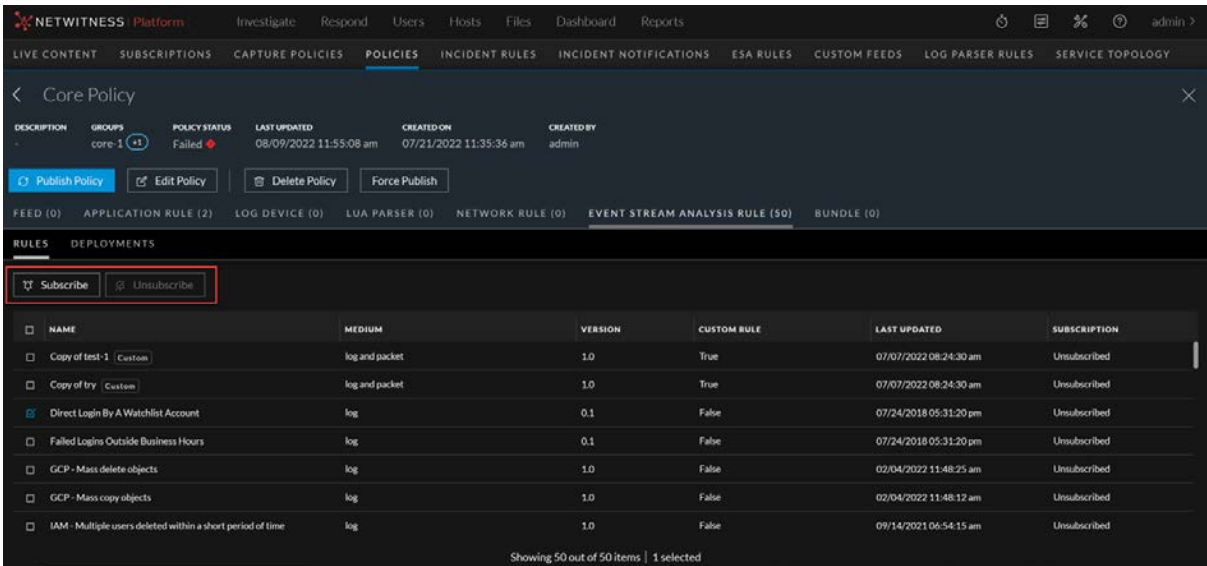 NETWITNESS Platform Investigate Respond Users Hosts Files Dashboard Reports admin >
LIVE CONTENT SUBSCRIPTIONS CAPTURE POLICIES POLICIES INCIDENT RULES INCIDENT NOTIFICATIONS ESA RULES CUSTOM FEEDS LOG PARSER RULES SERVICE TOPOLOGY
Core Policy
DESCRIPTION GROUPS POLICY STATUS LAST UPDATED CREATED ON CREATED BY
- core-1 +1 Failed 08/09/2022 11:55:08 am 07/21/2022 11:35:36 am admin
Publish Policy Edit Policy Delete Policy Force Publish
FEED (0) APPLICATION RULE (2) LOG DEVICE (0) LUA PARSER (0) NETWORK RULE (0) EVENT STREAM ANALYSIS RULE (50) BUNDLE (0)
RULES DEPLOYMENTS
Subscribe Unsubscribe
NAME MEDIUM VERSION CUSTOM RULE LAST UPDATED SUBSCRIPTION
Copy of test-1 Custom log and packet 1.0 True 07/07/2022 08:24:30 am Unsubscribed
Copy of try Custom log and packet 1.0 True 07/07/2022 08:24:30 am Unsubscribed
Direct Login By A Watchlist Account log 0.1 False 07/24/2018 05:31:20 pm Unsubscribed
Failed Logins Outside Business Hours log 0.1 False 07/24/2018 05:31:20 pm Unsubscribed
GCP - Mass delete objects log 1.0 False 02/04/2022 11:48:25 am Unsubscribed
GCP - Mass copy objects log 1.0 False 02/04/2022 11:48:12 am Unsubscribed
IAM - Multiple users deleted within a short period of time log 1.0 False 09/14/2021 06:54:15 am Unsubscribed
Showing 50 out of 50 items | 1 selected